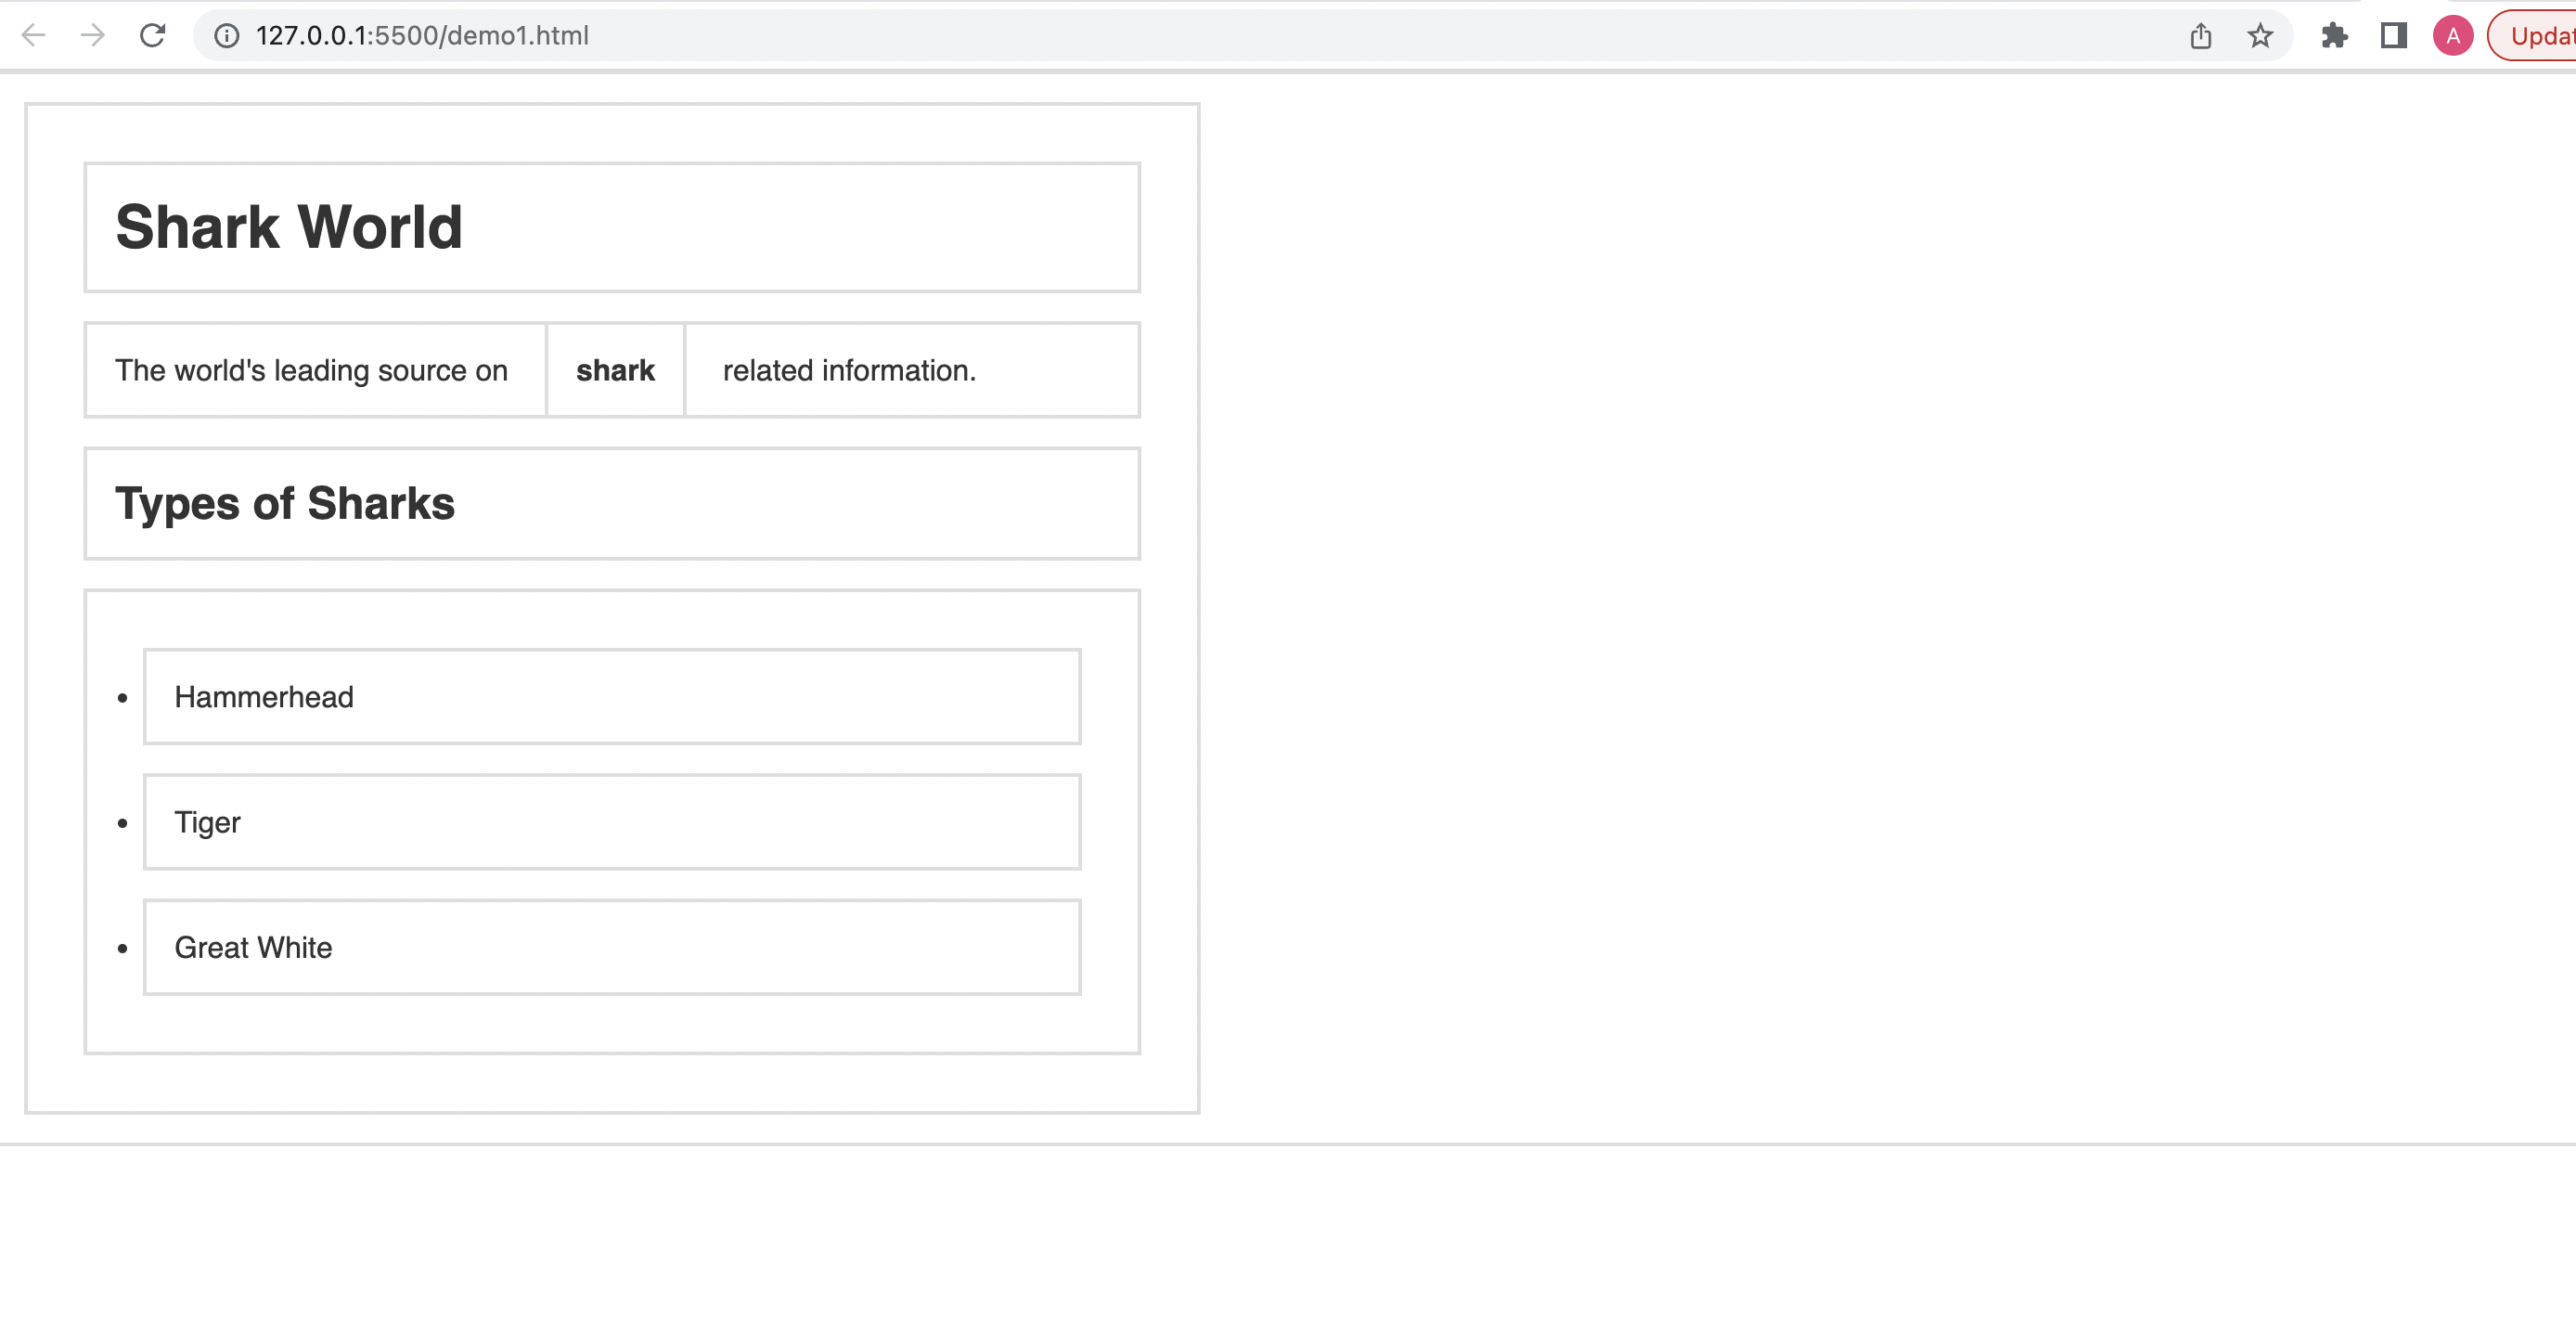 127.0.0.1:5500/demo1.html
A
Updat
Shark World
The world's leading source on shark related information.
Types of Sharks
• Hammerhead
• Tiger
• Great White